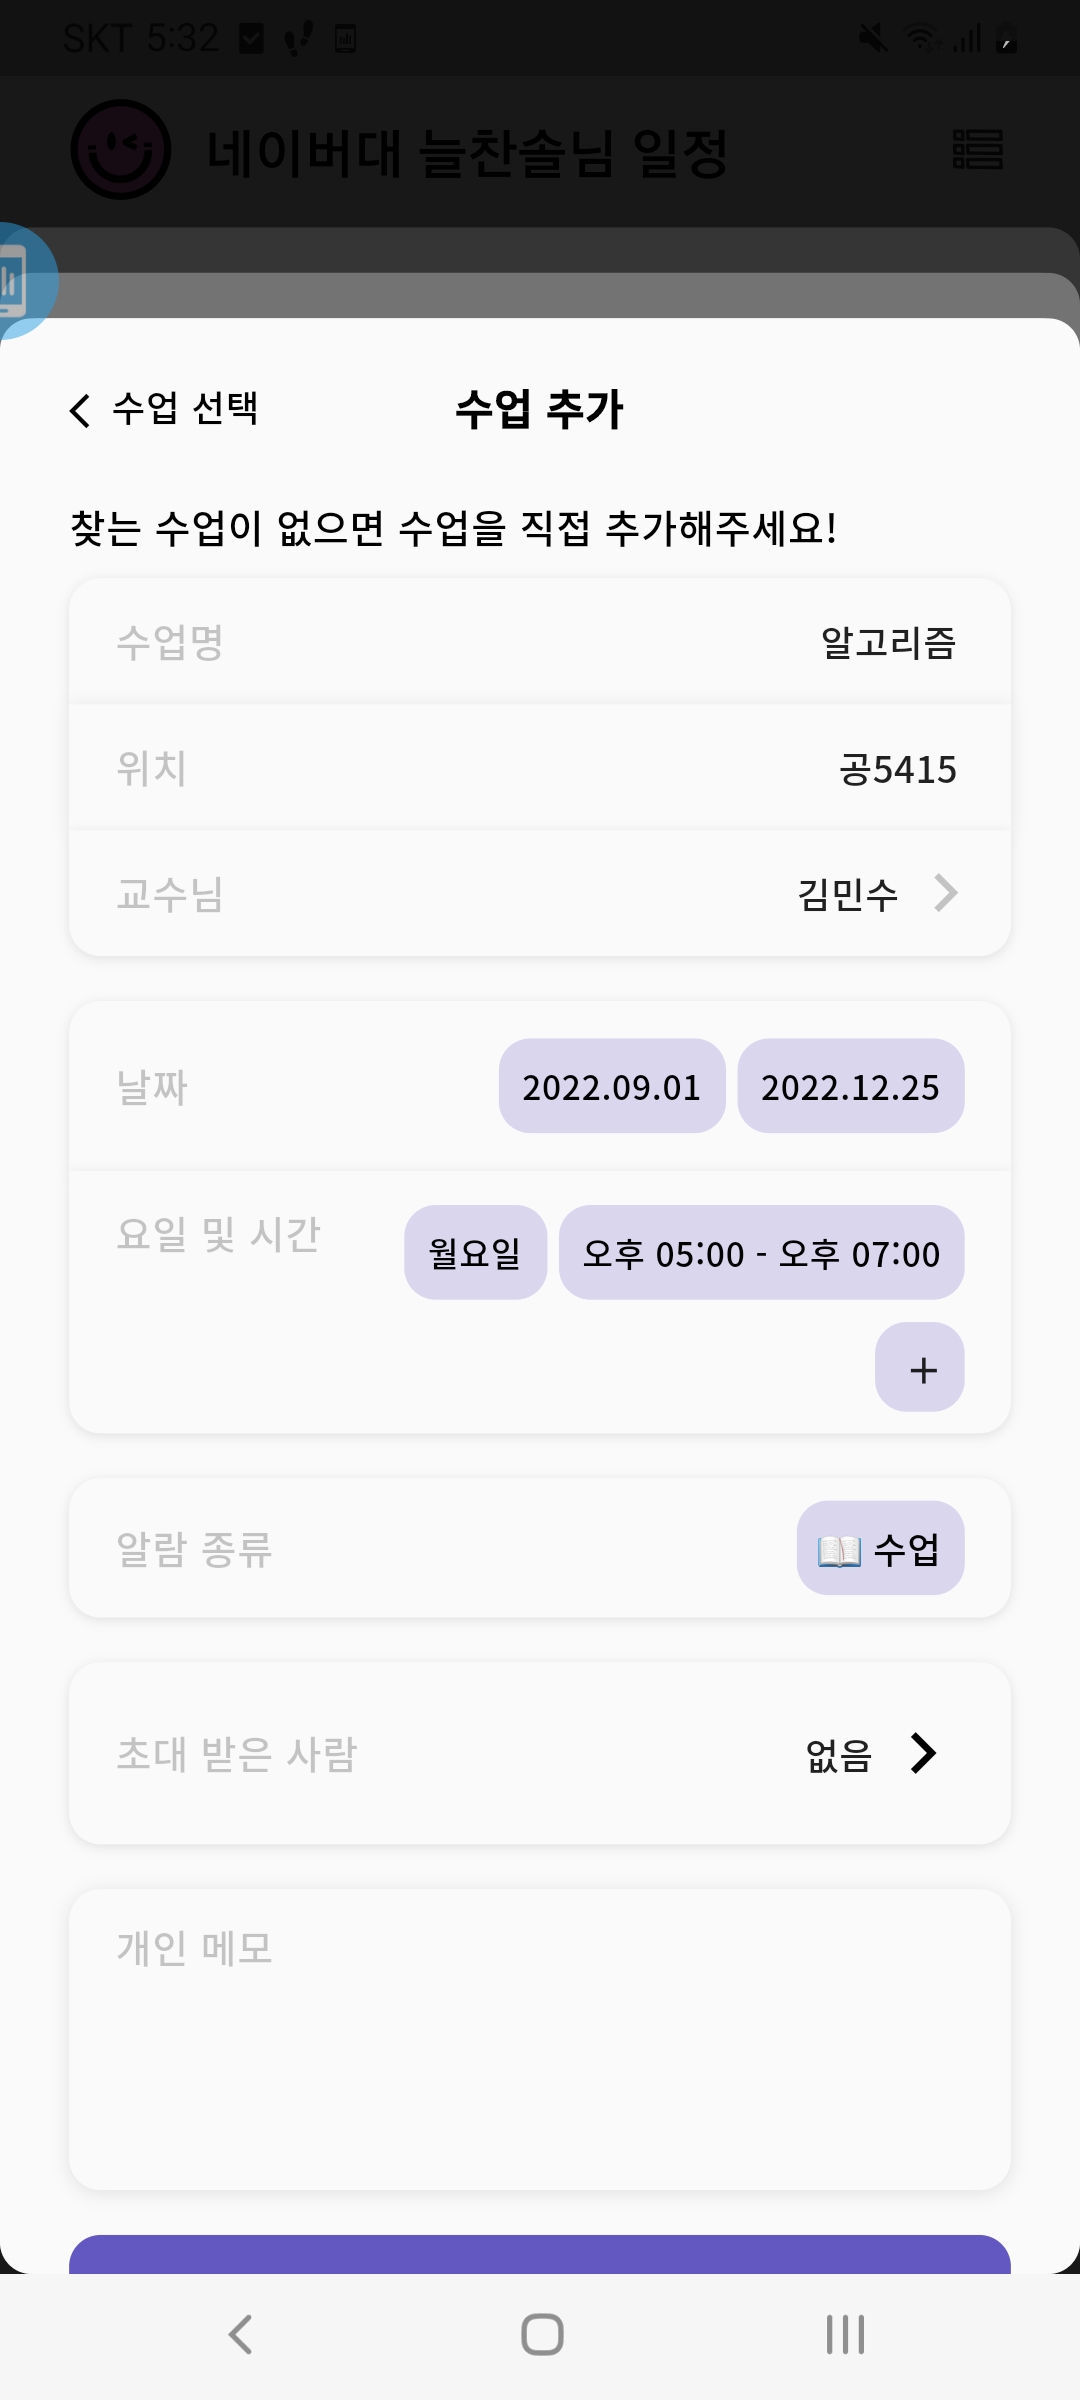 SKT 5:32
네이버대 늘찬솔님 일정
수업 선택
수업 추가
찾는 수업이 없으면 수업을 직접 추가해주세요!
수업명 알고리즘
위치 공5415
교수님 김민수
날짜 2022.09.01 2022.12.25
요일 및 시간 월요일 오후 05:00 - 오후 07:00
+
알람 종류 📖 수업
초대 받은 사람 없음
개인 메모